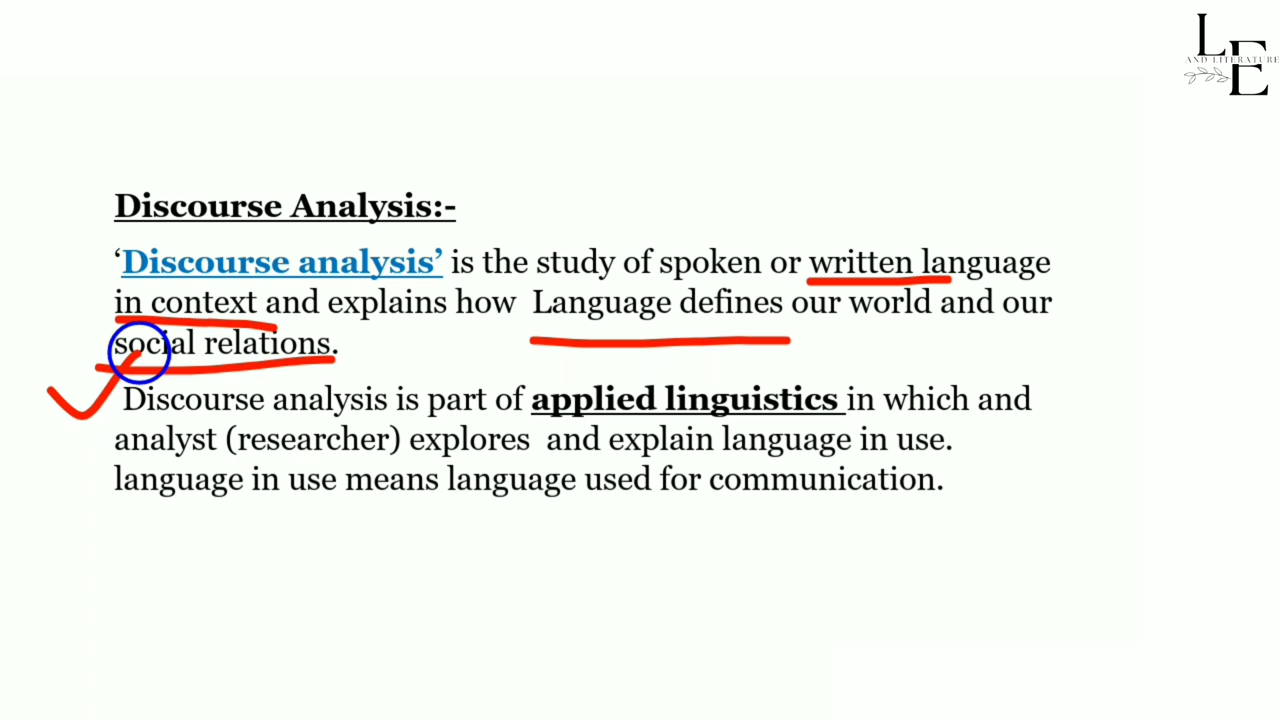 L
E
AND LITERATURE
Discourse Analysis:-
‘Discourse analysis’ is the study of spoken or written language
in context and explains how Language defines our world and our
social relations.
Discourse analysis is part of applied linguistics in which and
analyst (researcher) explores and explain language in use.
language in use means language used for communication.